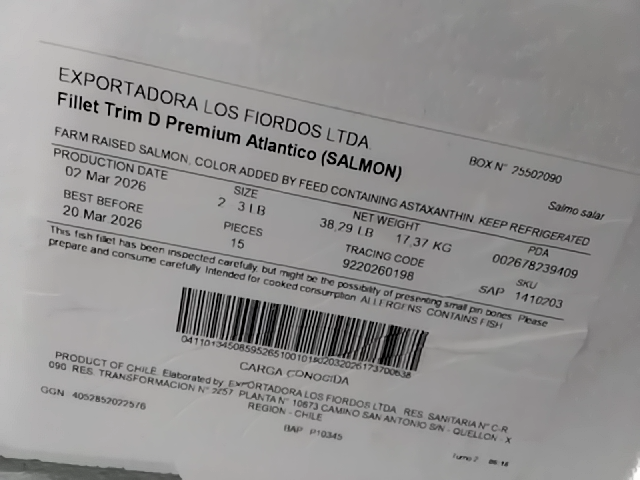 EXPORTADORA LOS FIORDOS LTDA.
Fillet Trim D Premium Atlantico (SALMON)
BOX N° 25502090
Salmo salar
FARM RAISED SALMON, COLOR ADDED BY FEED CONTAINING ASTAXANTHIN KEEP REFRIGERATED
PRODUCTION DATE SIZE NET WEIGHT PDA
02 Mar 2026 2 3 LB 38,29 LB 17,37 KG 002678239409
BEST BEFORE PIECES TRACING CODE SKU
20 Mar 2026 15 9220260198 SAP 1410203
This fish fillet has been inspected carefully, but might be the possibility of presenting small pin bones. Please
prepare and consume carefully. Intended for cooked consumption ALLERGENS CONTAINS FISH
CARGA CONOCIDA
PRODUCT OF CHILE. Elaborated by EXPORTADORA LOS FIORDOS LTDA RES. SANITARIA N° C-R
090 RES. TRANSFORMACION N° 2257 PLANTA N° 10673 CAMINO SAN ANTONIO S/N - QUELLON - X
REGION - CHILE
GGN 4052852022576
BAP P10345
Turno 2